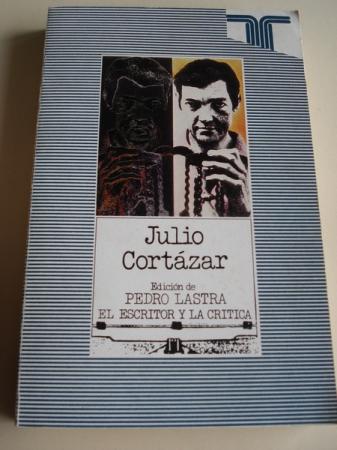 Julio
Cortázar
Edición de
PEDRO LASTRA
EL ESCRITOR Y LA CRITICA